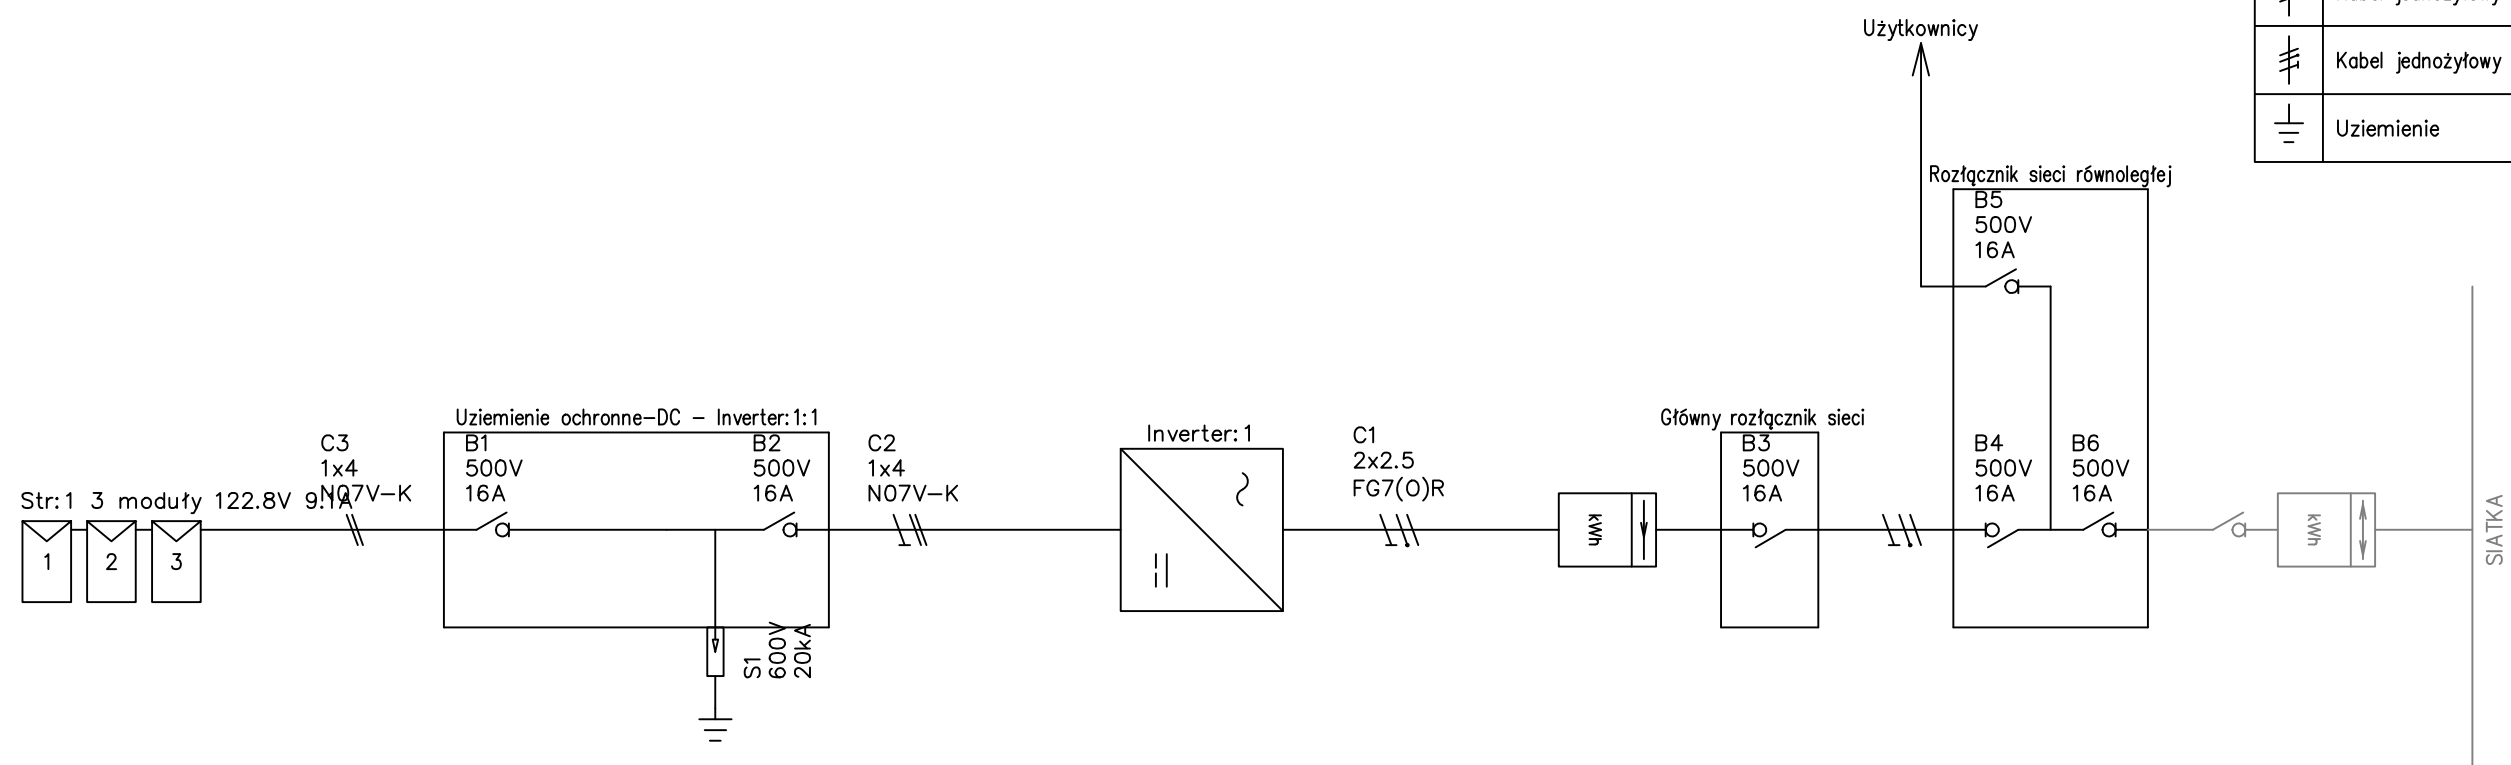 Użytkownicy
Kabel jednożyłowy
Uziemienie
Rozłącznik sieci równoległej
B5
500V
16A
Uziemienie ochronne-DC - Inverter:1:1
Główny rozłącznik sieci
Inverter:1
C3
1x4
N07V-K
B1
500V
16A
B2
500V
16A
C2
1x4
N07V-K
C1
2x2.5
FG7(O)R
B3
500V
16A
B4
500V
16A
B6
500V
16A
Str:1 3 moduły 122.8V 9.1A
1
2
3
kWh
kWh
SIATKA
S1
600V
20kA